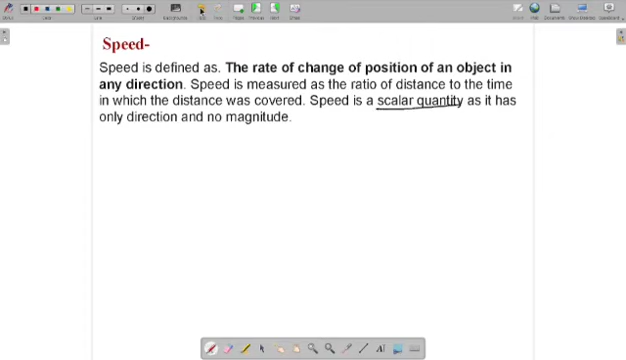 Speed-
Speed is defined as. The rate of change of position of an object in
any direction. Speed is measured as the ratio of distance to the time
in which the distance was covered. Speed is a scalar quantity as it has
only direction and no magnitude.